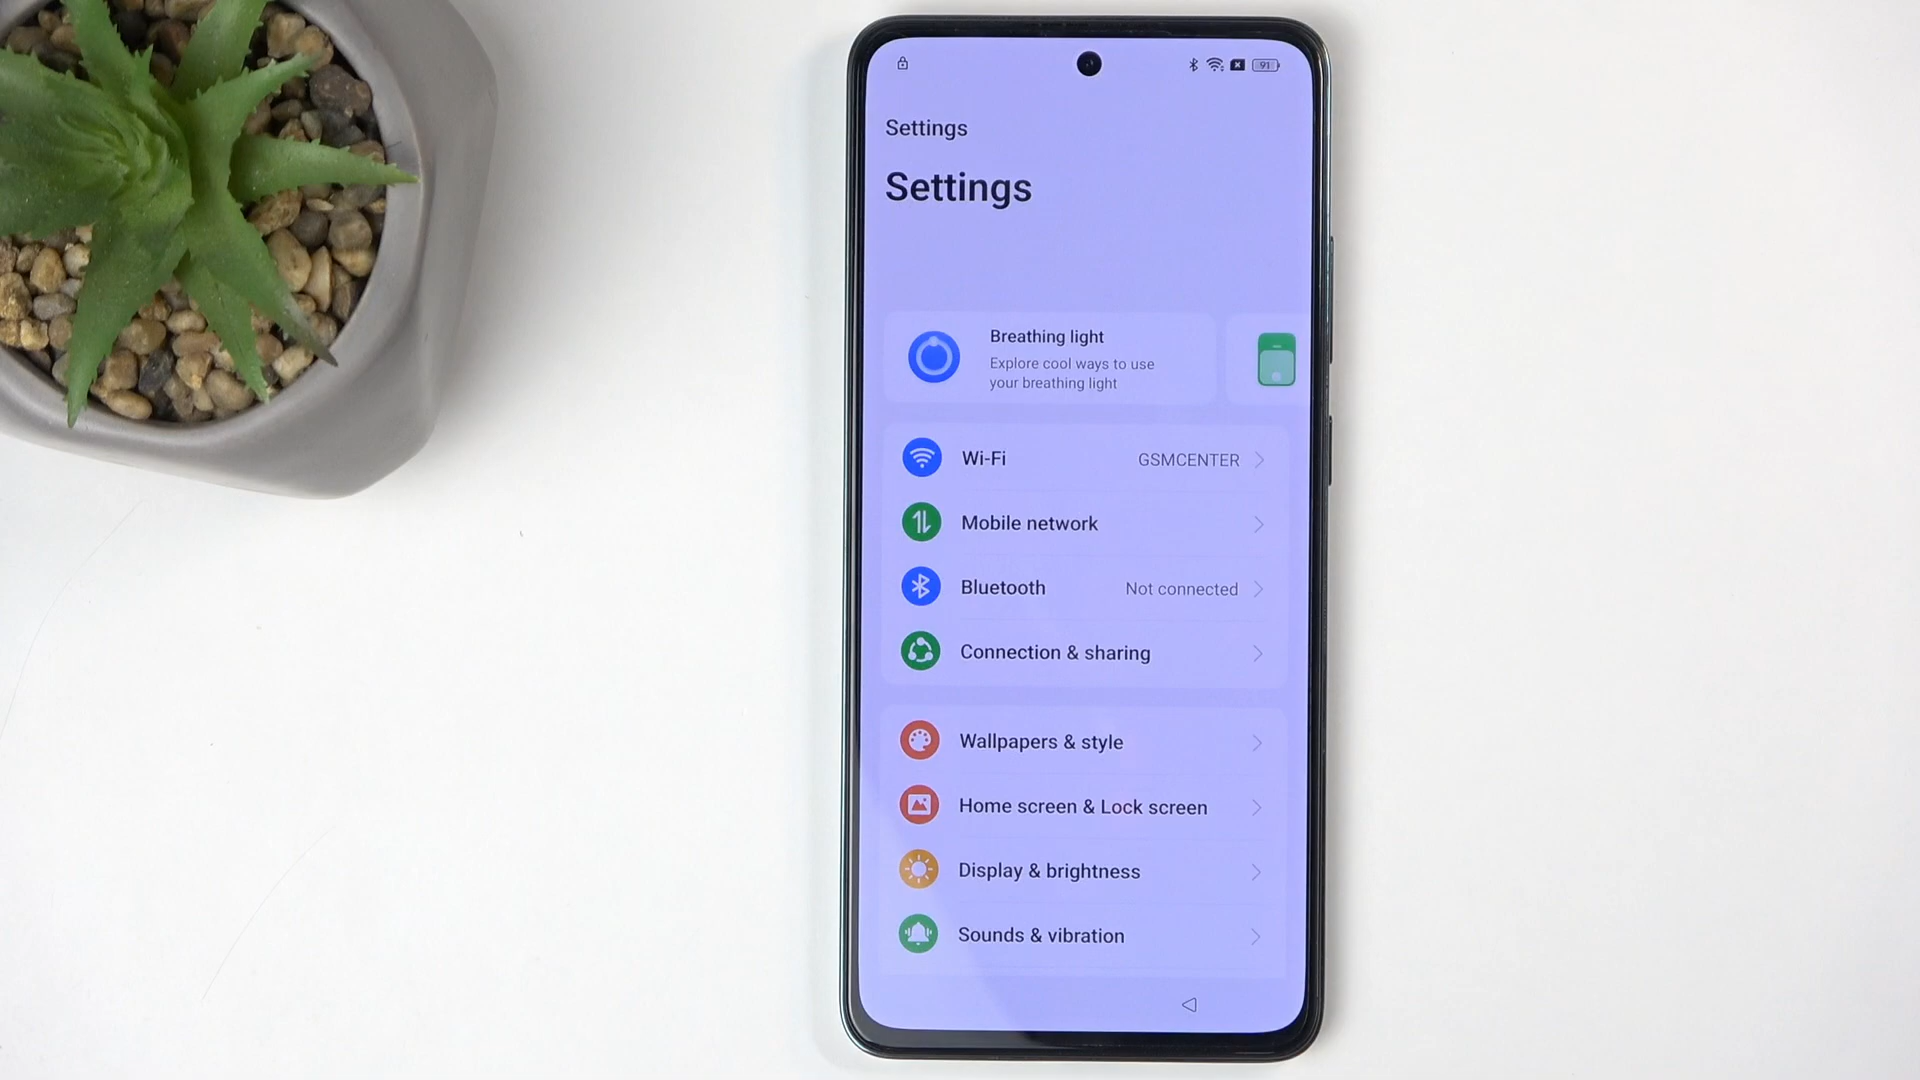 91
Settings
Settings
Breathing light
Explore cool ways to use
your breathing light
Wi-Fi GSMCENTER
Mobile network
Bluetooth Not connected
Connection & sharing
Wallpapers & style
Home screen & Lock screen
Display & brightness
Sounds & vibration